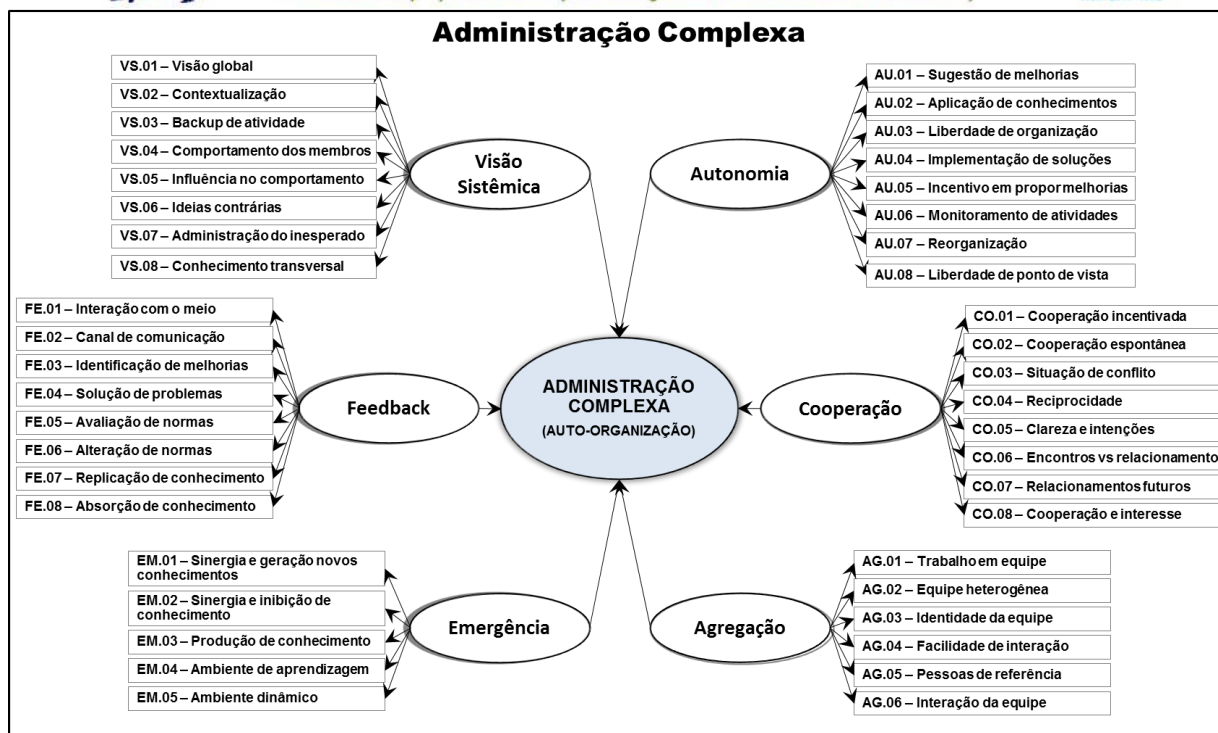 Administração Complexa
VS.01 – Visão global
VS.02 – Contextualização
VS.03 – Backup de atividade
VS.04 – Comportamento dos membros
VS.05 – Influência no comportamento
VS.06 – Ideias contrárias
VS.07 – Administração do inesperado
VS.08 – Conhecimento transversal
Visão
Sistêmica
Autonomia
AU.01 – Sugestão de melhorias
AU.02 – Aplicação de conhecimentos
AU.03 – Liberdade de organização
AU.04 – Implementação de soluções
AU.05 – Incentivo em propor melhorias
AU.06 – Monitoramento de atividades
AU.07 – Reorganização
AU.08 – Liberdade de ponto de vista
FE.01 – Interação com o meio
FE.02 – Canal de comunicação
FE.03 – Identificação de melhorias
FE.04 – Solução de problemas
FE.05 – Avaliação de normas
FE.06 – Alteração de normas
FE.07 – Replicação de conhecimento
FE.08 – Absorção de conhecimento
Feedback
ADMINISTRAÇÃO
COMPLEXA
(AUTO-ORGANIZAÇÃO)
Cooperação
CO.01 – Cooperação incentivada
CO.02 – Cooperação espontânea
CO.03 – Situação de conflito
CO.04 – Reciprocidade
CO.05 – Clareza e intenções
CO.06 – Encontros vs relacionamento
CO.07 – Relacionamentos futuros
CO.08 – Cooperação e interesse
EM.01 – Sinergia e geração novos
conhecimentos
EM.02 – Sinergia e inibição de
conhecimento
EM.03 – Produção de conhecimento
EM.04 – Ambiente de aprendizagem
EM.05 – Ambiente dinâmico
Emergência
Agregação
AG.01 – Trabalho em equipe
AG.02 – Equipe heterogênea
AG.03 – Identidade da equipe
AG.04 – Facilidade de interação
AG.05 – Pessoas de referência
AG.06 – Interação da equipe